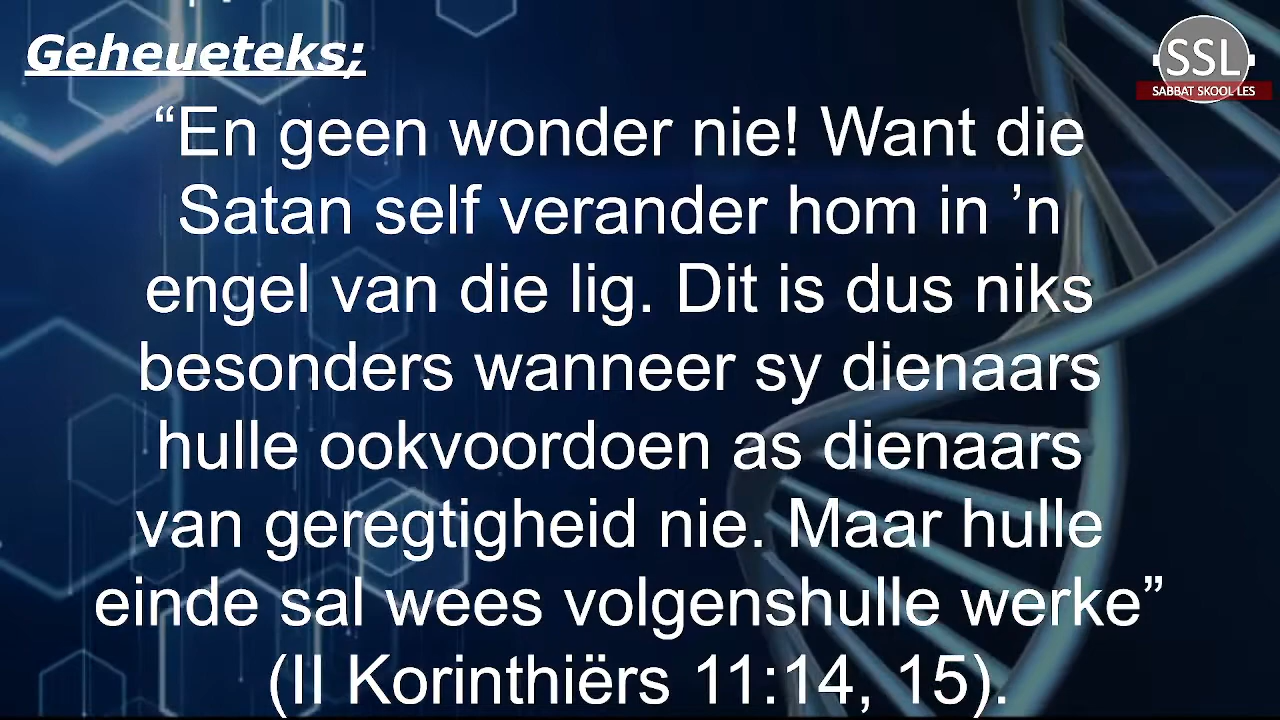 Geheueteks;
SSL
SABBAT SKOOL LES
“En geen wonder nie! Want die
Satan self verander hom in ’n
engel van die lig. Dit is dus niks
besonders wanneer sy dienaars
hulle ookvoordoen as dienaars
van geregtigheid nie. Maar hulle
einde sal wees volgenshulle werke”
(II Korinthiërs 11:14, 15).